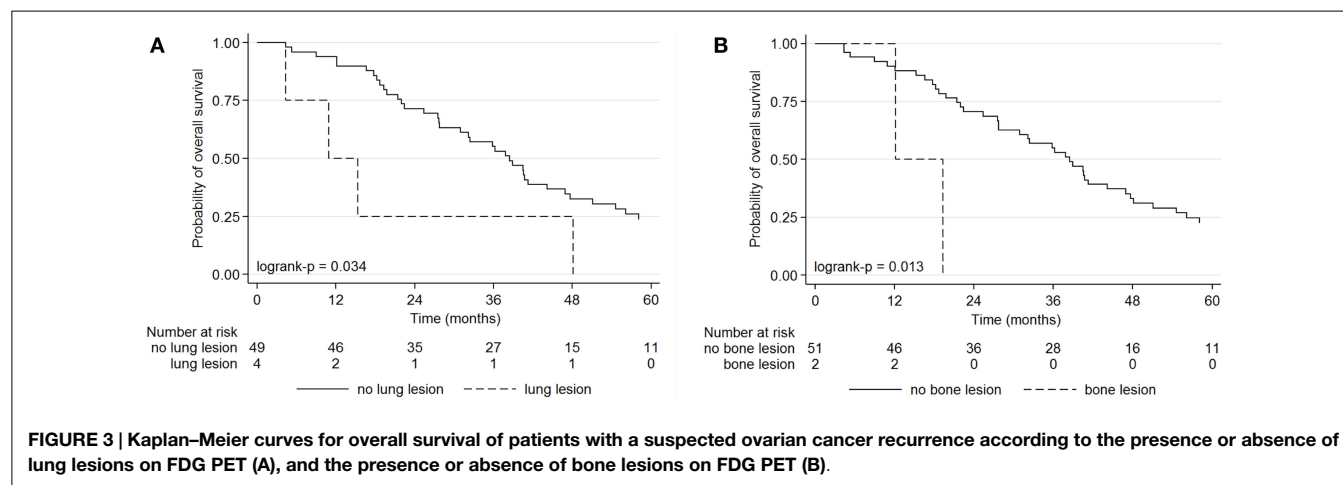 A
Probability of overall survival
1.00
0.75
0.50
0.25
0.00
logrank-p = 0.034
0 12 24 36 48 60
Time (months)
Number at risk
no lung lesion 49 46 35 27 15 11
lung lesion 4 2 1 1 1 0
no lung lesion lung lesion
B
Probability of overall survival
1.00
0.75
0.50
0.25
0.00
logrank-p = 0.013
0 12 24 36 48 60
Time (months)
Number at risk
no bone lesion 51 46 36 28 16 11
bone lesion 2 2 0 0 0 0
no bone lesion bone lesion
FIGURE 3 | Kaplan–Meier curves for overall survival of patients with a suspected ovarian cancer recurrence according to the presence or absence of
lung lesions on FDG PET (A), and the presence or absence of bone lesions on FDG PET (B).